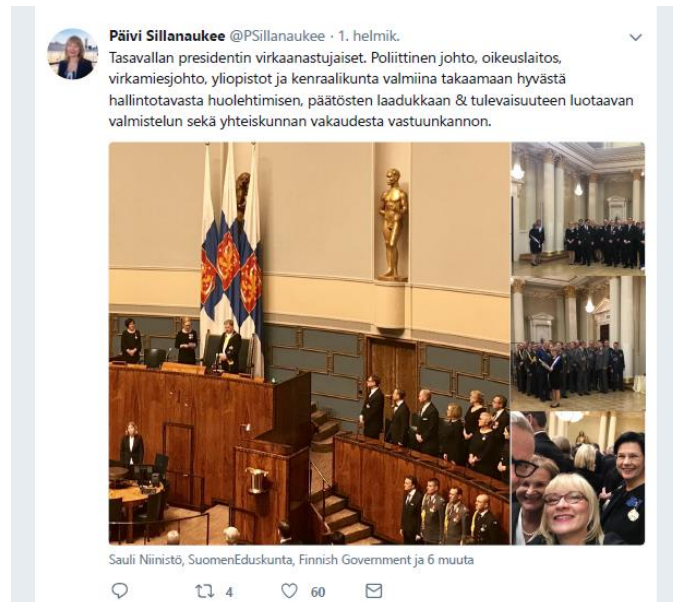 Päivi Sillanaukee @PSillanaukee · 1. helmik.
Tasavallan presidentin virkaanastujaiset. Poliittinen johto, oikeuslaitos,
virkamiesjohto, yliopistot ja kenraalikunta valmiina takaamaan hyvästä
hallintotavasta huolehtimisen, päätösten laadukkaan & tulevaisuuteen luotaavan
valmistelun sekä yhteiskunnan vakaudesta vastuunkannon.
Sauli Niinistö, SuomenEduskunta, Finnish Government ja 6 muuta
4 60